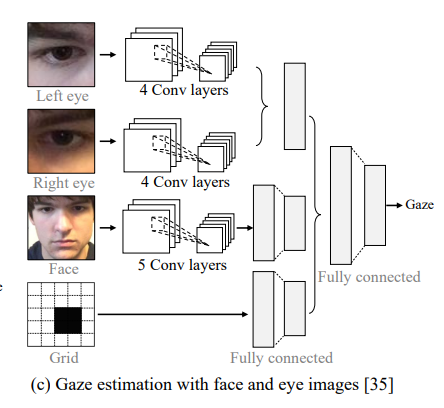 Left eye
4 Conv layers
Right eye
4 Conv layers
Face
5 Conv layers
Grid
Fully connected
Fully connected
Gaze
(c) Gaze estimation with face and eye images [35]